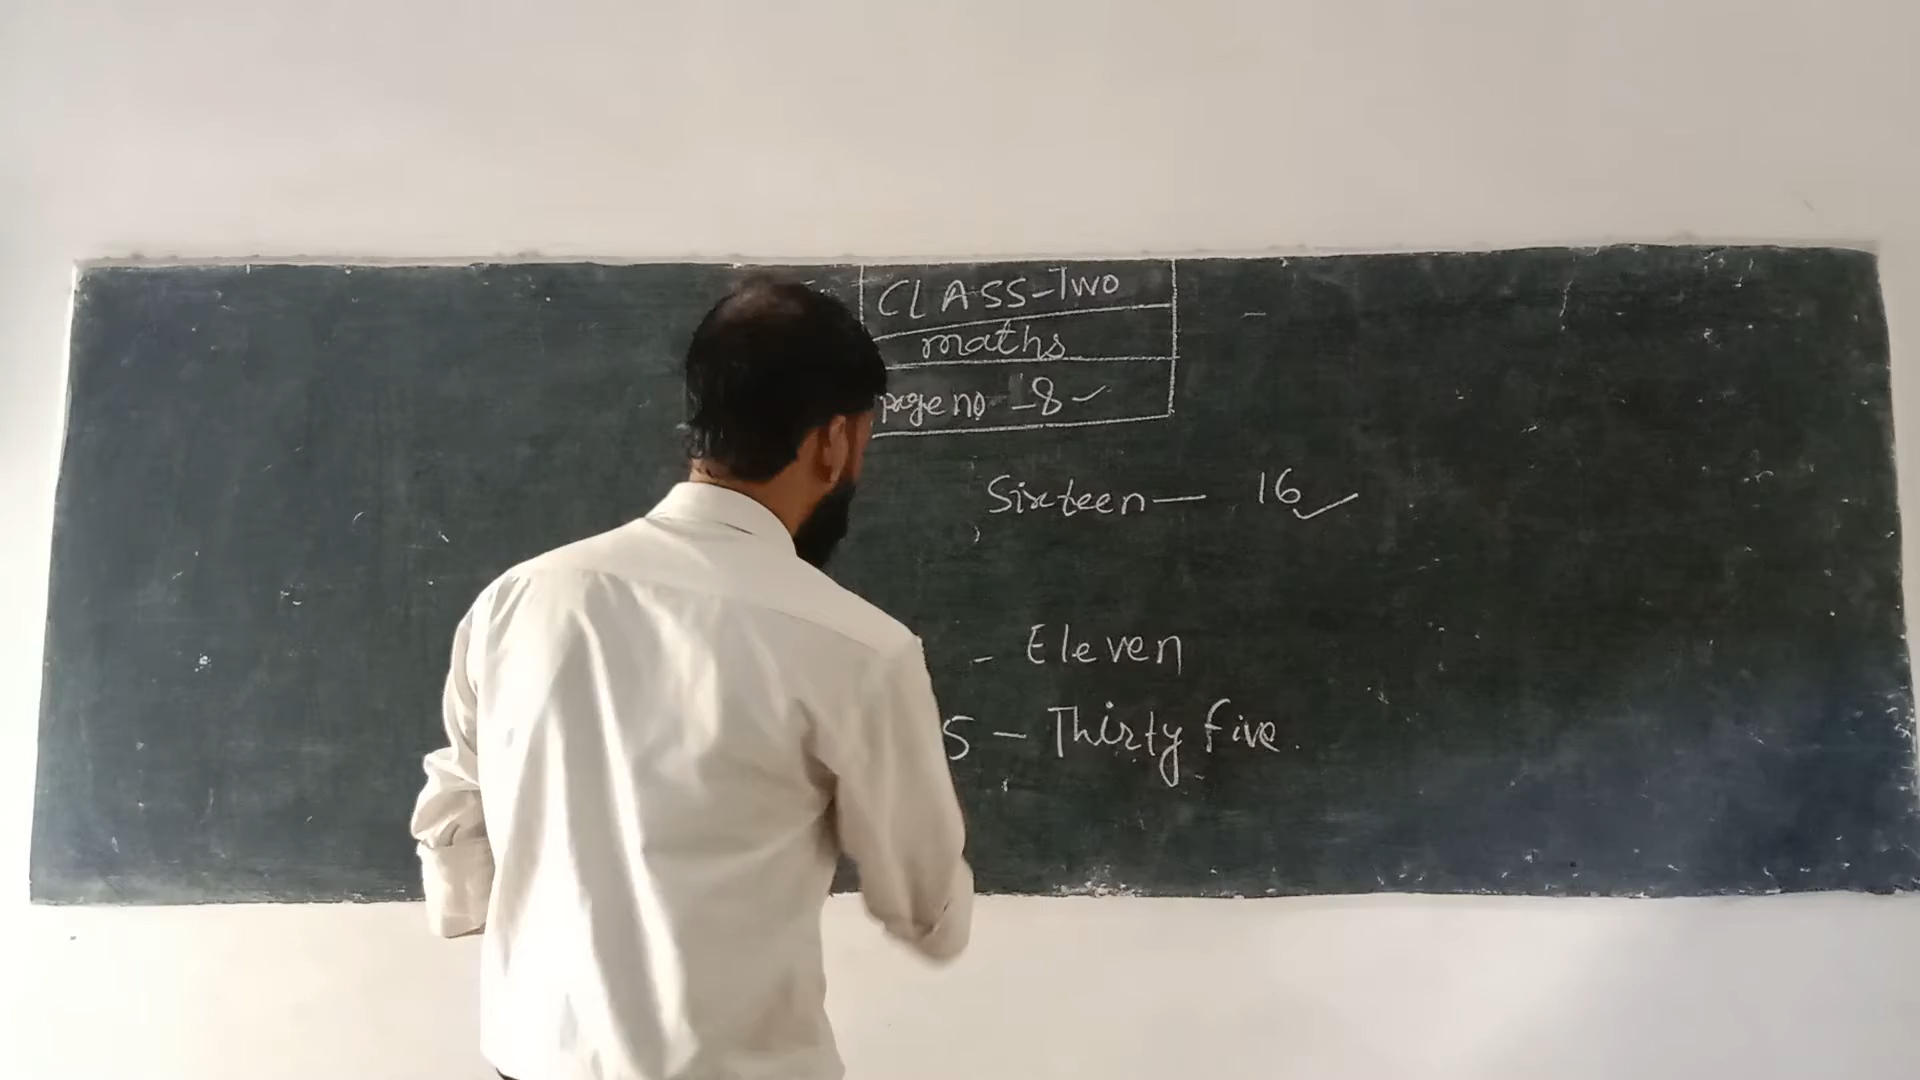 CLASS-Two
maths
page no - 8
Sixteen — 16
- Eleven
5 — Thirty five.